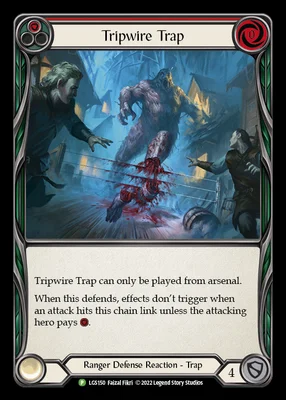 Tripwire Trap
Tripwire Trap can only be played from arsenal.
When this defends, effects don't trigger when
an attack hits this chain link unless the attacking
hero pays
Ranger Defense Reaction - Trap
4
P LGS150 Faizal Fikri © 2022 Legend Story Studios